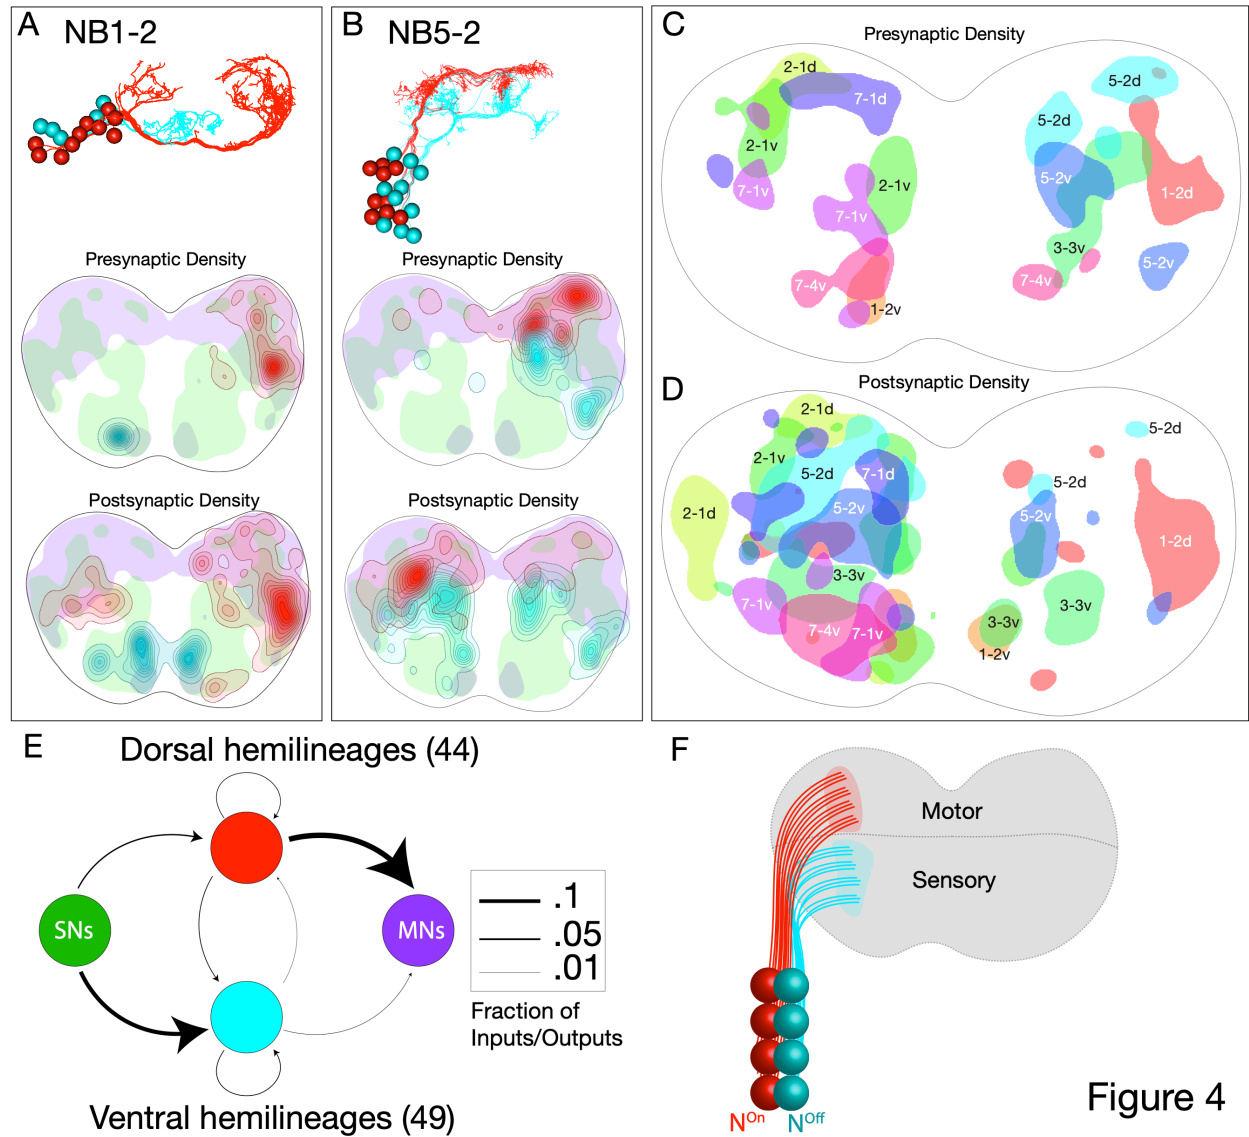 A
NB1-2
Presynaptic Density
Postsynaptic Density
B
NB5-2
Presynaptic Density
Postsynaptic Density
C
Presynaptic Density
2-1d
7-1d
2-1v
7-1v
2-1v
7-1v
7-4v
1-2v
5-2d
5-2d
5-2v
1-2d
3-3v
5-2v
7-4v
D
Postsynaptic Density
2-1d
2-1v
5-2d
7-1d
2-1d
5-2v
3-3v
7-1v
7-4v
7-1v
5-2d
5-2d
5-2v
1-2d
3-3v
3-3v
1-2v
E
Dorsal hemilineages (44)
SNs
MNs
.1
.05
.01
Fraction of
Inputs/Outputs
Ventral hemilineages (49)
F
Motor
Sensory
NOn
NOff
Figure 4